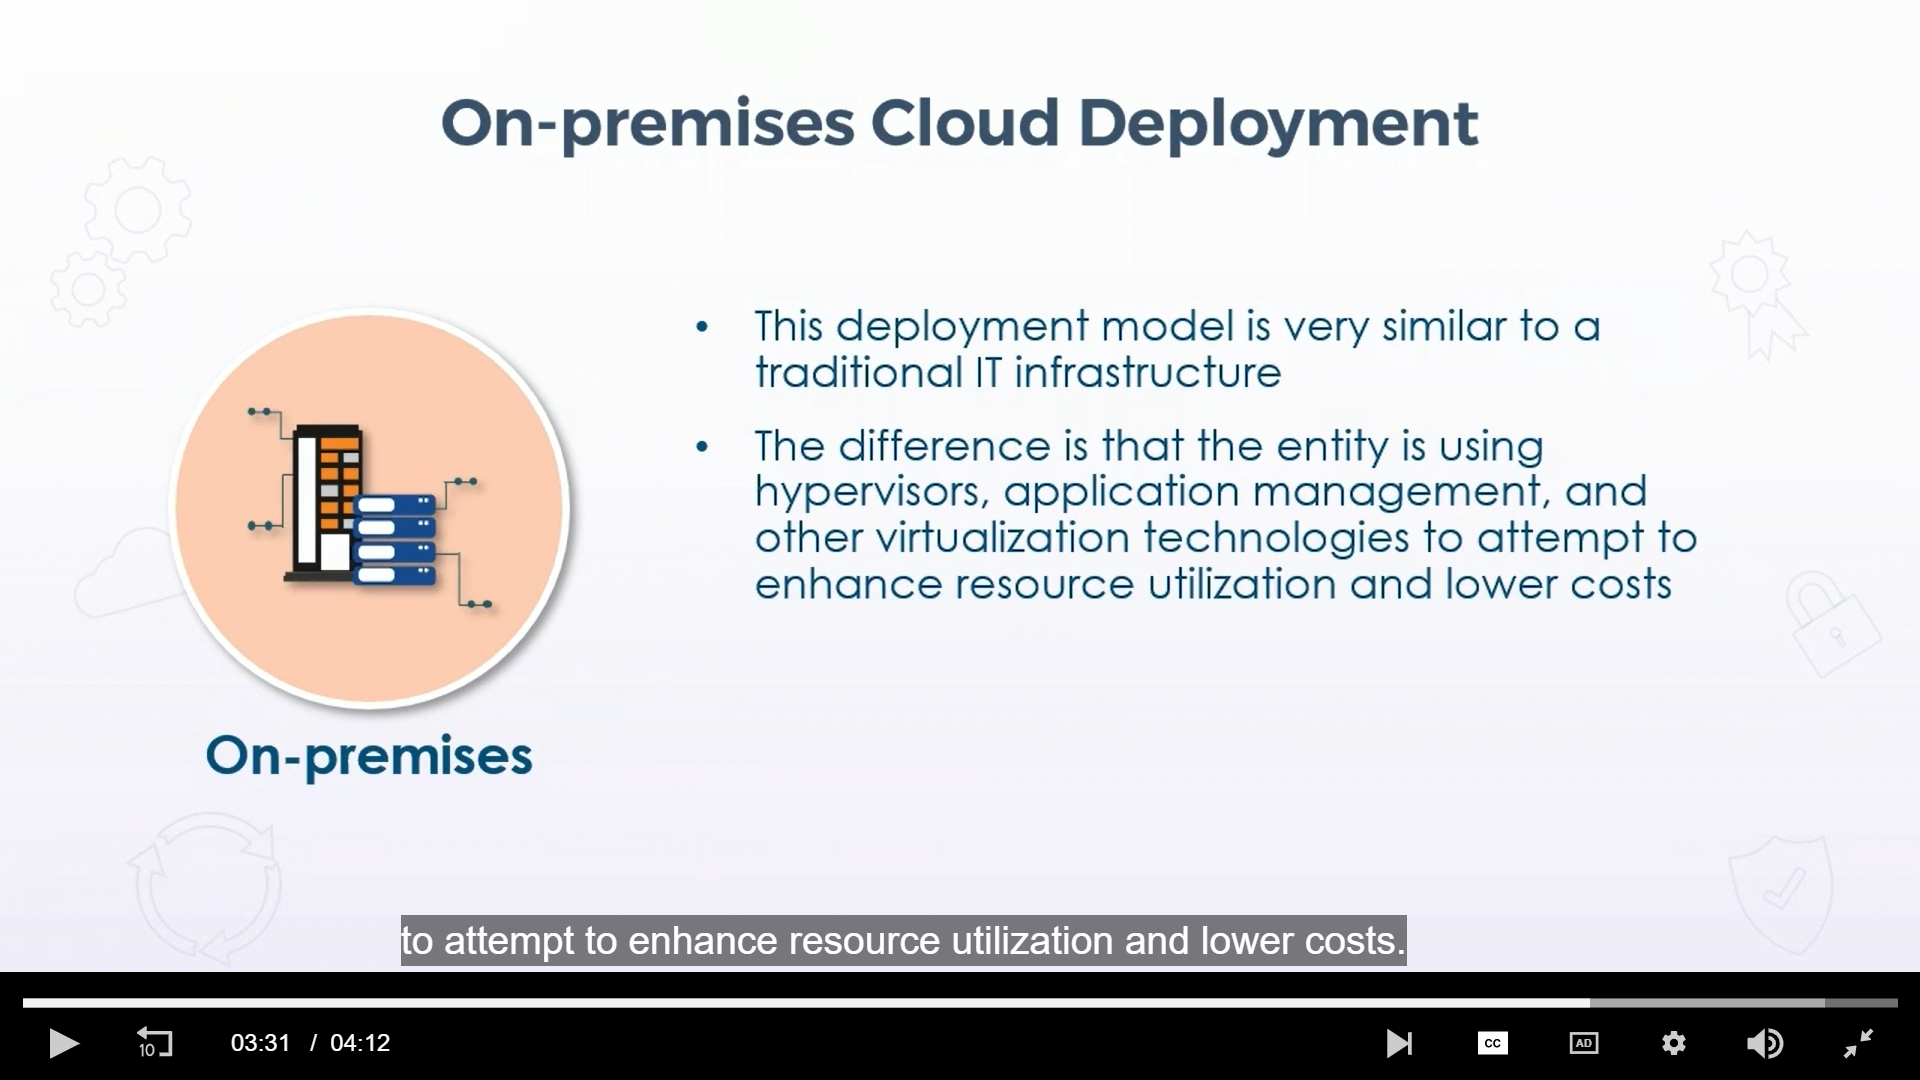 On-premises Cloud Deployment
• This deployment model is very similar to a
traditional IT infrastructure
• The difference is that the entity is using
hypervisors, application management, and
other virtualization technologies to attempt to
enhance resource utilization and lower costs
On-premises
to attempt to enhance resource utilization and lower costs.
10 03:31 / 04:12 CC AD